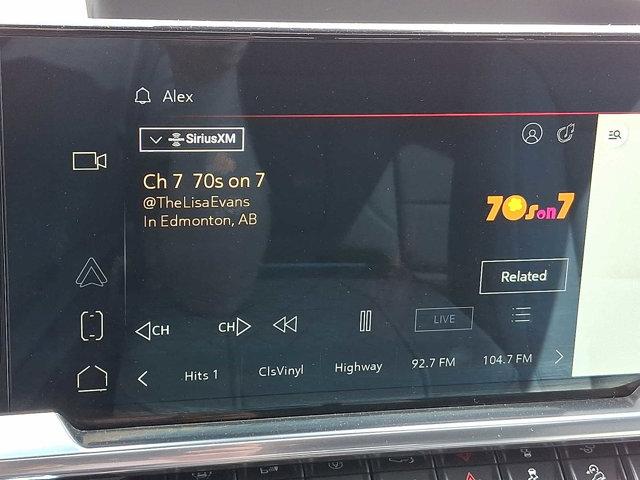 Alex
SiriusXM
Ch 7 70s on 7
@TheLisaEvans
In Edmonton, AB
70s on 7
Related
CH CH LIVE
Hits 1 ClsVinyl Highway 92.7 FM 104.7 FM